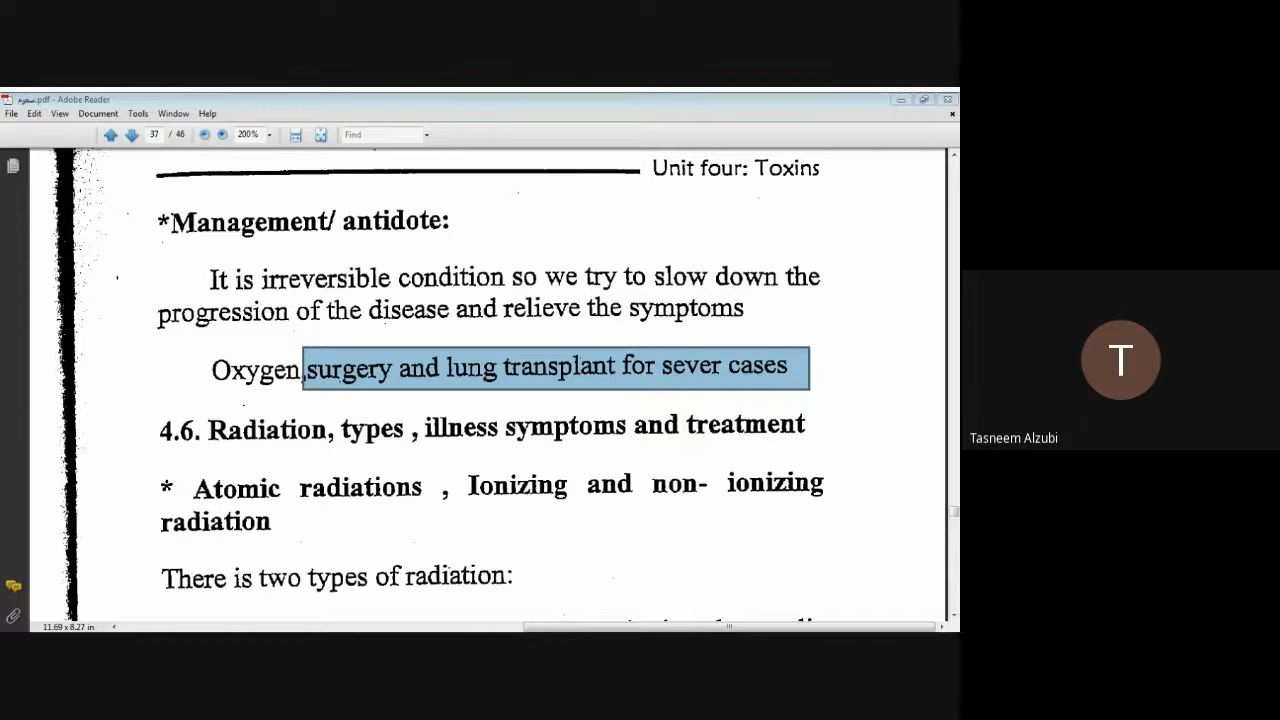 سموم.pdf - Adobe Reader
File Edit View Document Tools Window Help
37 / 46 200% Find
Unit four: Toxins
*Management/ antidote:
It is irreversible condition so we try to slow down the
progression of the disease and relieve the symptoms
Oxygen,surgery and lung transplant for sever cases
4.6. Radiation, types , illness symptoms and treatment
* Atomic radiations , Ionizing and non- ionizing
radiation
There is two types of radiation:
11.69 x 8.27 in
T
Tasneem Alzubi